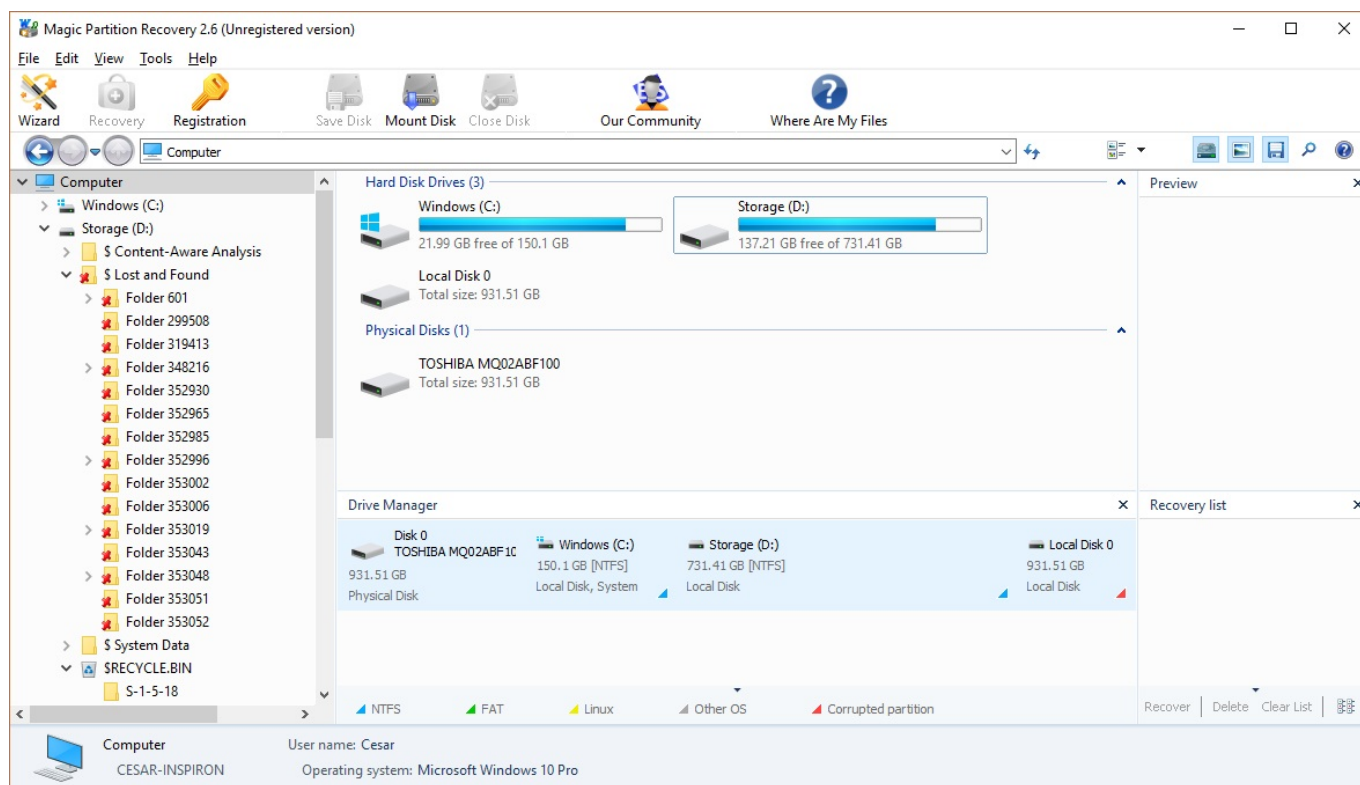 Magic Partition Recovery 2.6 (Unregistered version)
File Edit View Tools Help
Wizard Recovery Registration Save Disk Mount Disk Close Disk Our Community Where Are My Files
Computer
Computer
Windows (C:)
Storage (D:)
$ Content-Aware Analysis
$ Lost and Found
Folder 601
Folder 299508
Folder 319413
Folder 348216
Folder 352930
Folder 352965
Folder 352985
Folder 352996
Folder 353002
Folder 353006
Folder 353019
Folder 353043
Folder 353048
Folder 353051
Folder 353052
$ System Data
$RECYCLE.BIN
S-1-5-18
Hard Disk Drives (3)
Windows (C:)
21.99 GB free of 150.1 GB
Storage (D:)
137.21 GB free of 731.41 GB
Local Disk 0
Total size: 931.51 GB
Physical Disks (1)
TOSHIBA MQ02ABF100
Total size: 931.51 GB
Preview
Drive Manager
Disk 0
TOSHIBA MQ02ABF10
931.51 GB
Physical Disk
Windows (C:)
150.1 GB [NTFS]
Local Disk, System
Storage (D:)
731.41 GB [NTFS]
Local Disk
Local Disk 0
931.51 GB
Local Disk
NTFS FAT Linux Other OS Corrupted partition
Recovery list
Recover Delete Clear List
Computer
CESAR-INSPIRON
User name: Cesar
Operating system: Microsoft Windows 10 Pro